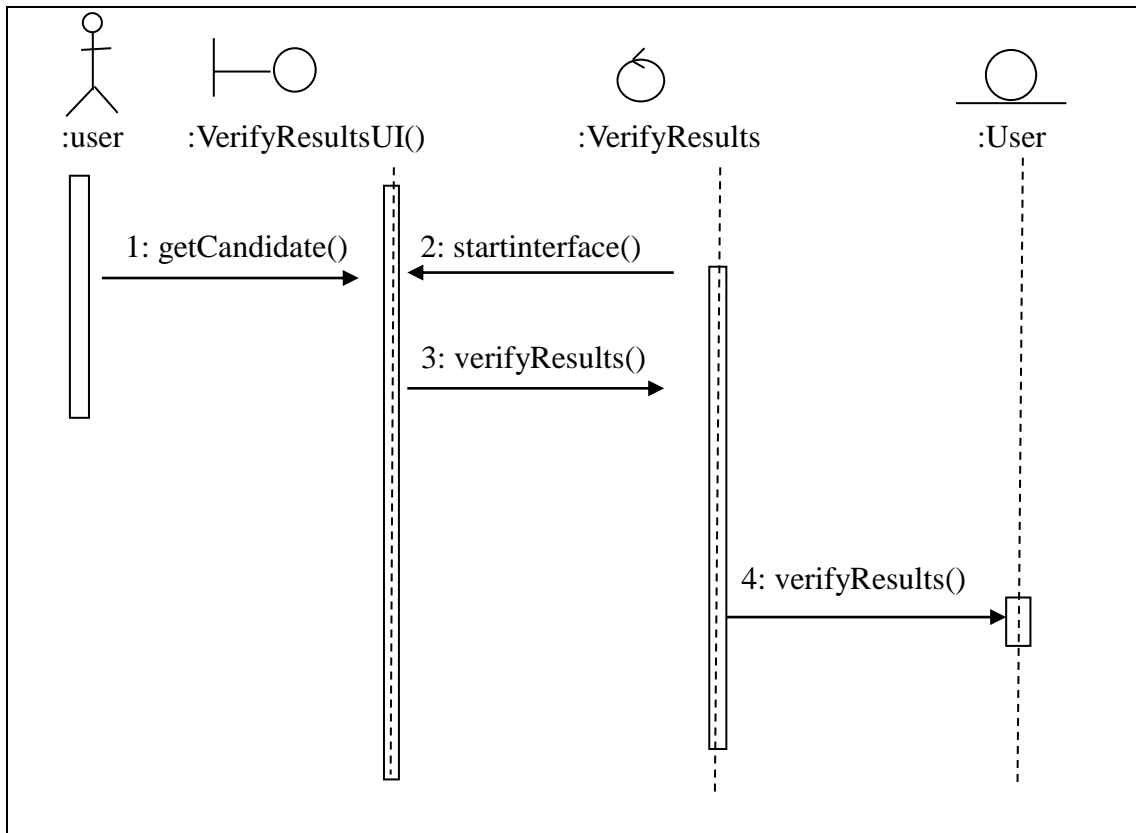 :user
:VerifyResultsUI()
:VerifyResults
:User
1: getCandidate()
2: startinterface()
3: verifyResults()
4: verifyResults()